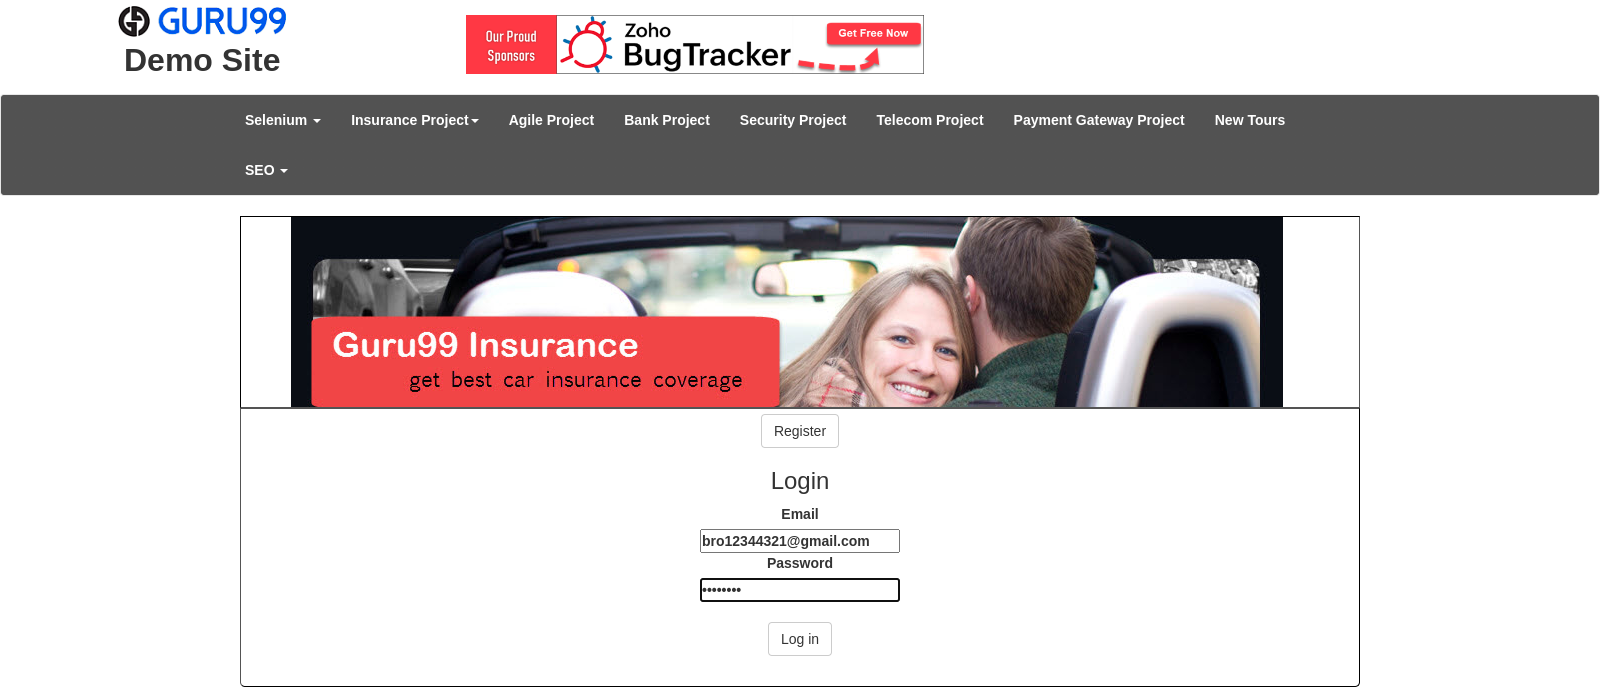 GURU99
Demo Site
Our Proud
Sponsors
Zoho
BugTracker
Get Free Now
Selenium
Insurance Project
Agile Project
Bank Project
Security Project
Telecom Project
Payment Gateway Project
New Tours
SEO
Guru99 Insurance
get best car insurance coverage
Register
Login
Email
bro12344321@gmail.com
Password
••••••••
Log in